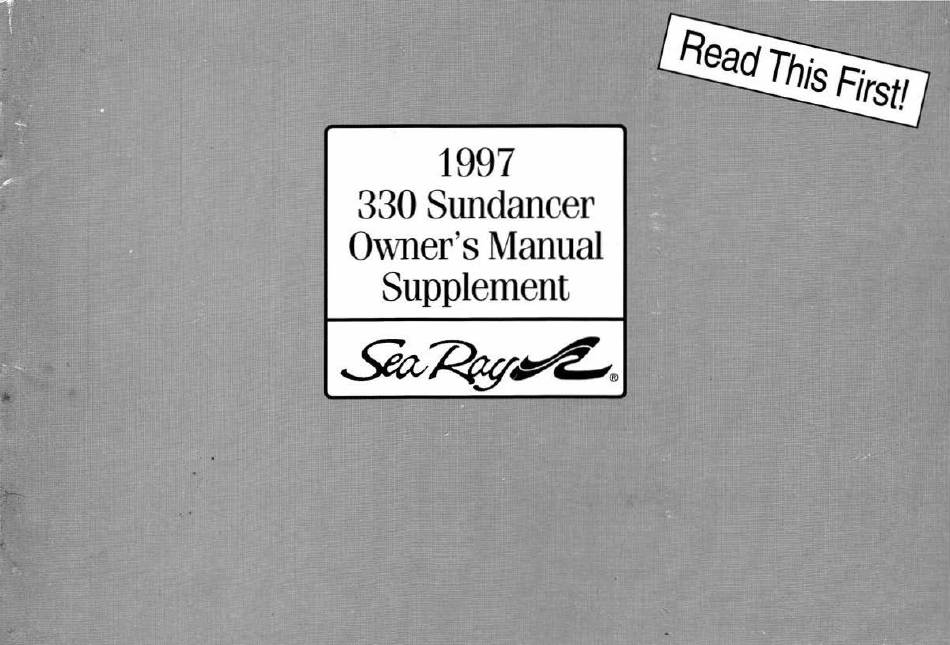 Read This First!
1997
330 Sundancer
Owner's Manual
Supplement
Sea Ray®